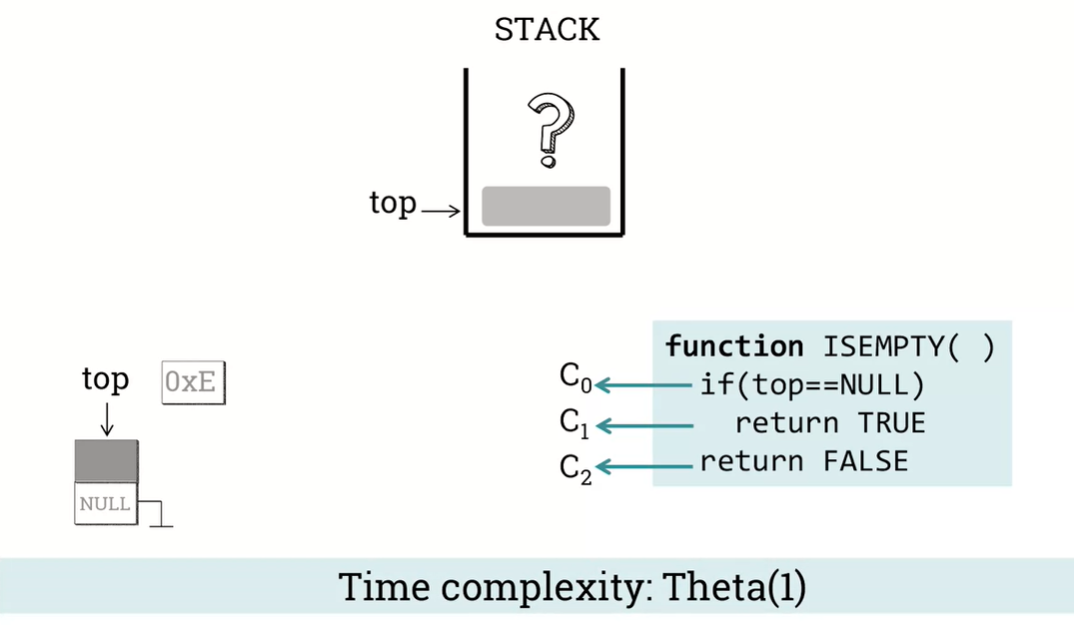 STACK
?
top
top
0xE
NULL
function ISEMPTY( )
C0
if(top==NULL)
C1
return TRUE
C2
return FALSE
Time complexity: Theta(1)